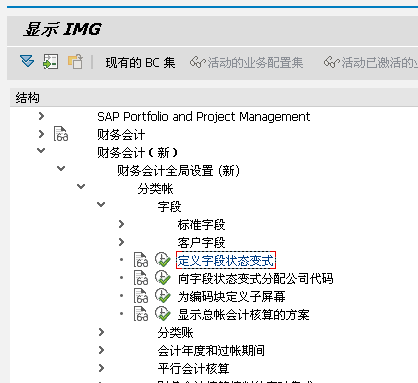 显示 IMG
现有的 BC 集 活动的业务配置集 活动已激活的
结构
SAP Portfolio and Project Management
财务会计
财务会计（新）
财务会计全局设置 (新)
分类帐
字段
标准字段
客户字段
定义字段状态变式
向字段状态变式分配公司代码
为编码块定义子屏幕
显示总帐会计核算的方案
分类账
会计年度和过帐期间
平行会计核算